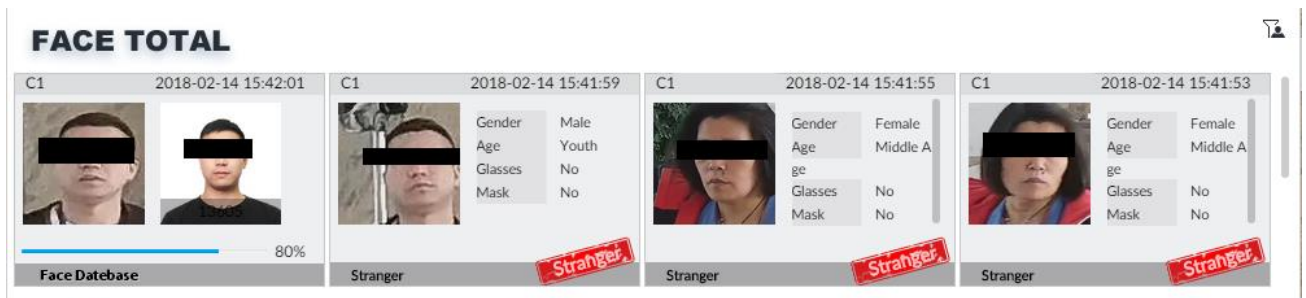 FACE TOTAL
C1 2018-02-14 15:42:01
13605
80%
Face Datebase
C1 2018-02-14 15:41:59
Gender Male
Age Youth
Glasses No
Mask No
Stranger
Stranger
C1 2018-02-14 15:41:55
Gender Female
Age Middle A
ge
Glasses No
Mask No
Stranger
Stranger
C1 2018-02-14 15:41:53
Gender Female
Age Middle A
ge
Glasses No
Mask No
Stranger
Stranger